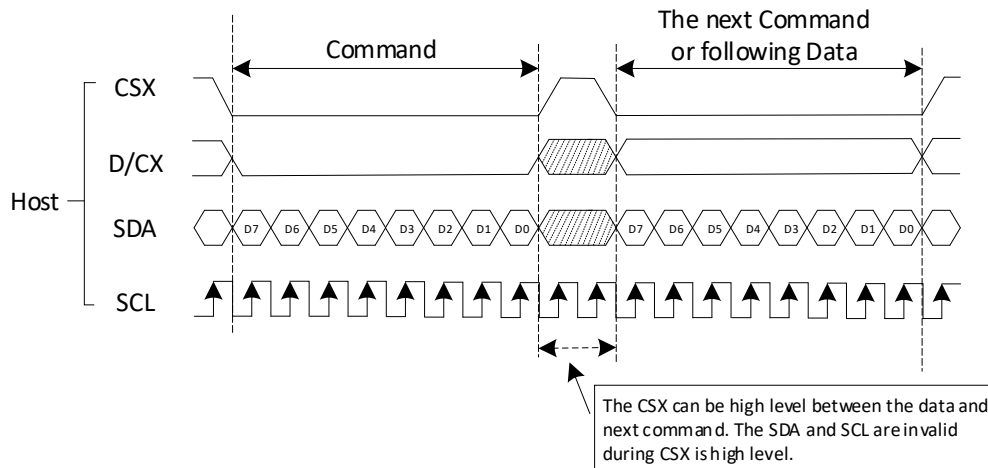 The next Command
or following Data
Command
CSX
D/CX
Host
SDA
D7 D6 D5 D4 D3 D2 D1 D0 D7 D6 D5 D4 D3 D2 D1 D0
SCL
The CSX can be high level between the data and
next command. The SDA and SCL are invalid
during CSX is high level.